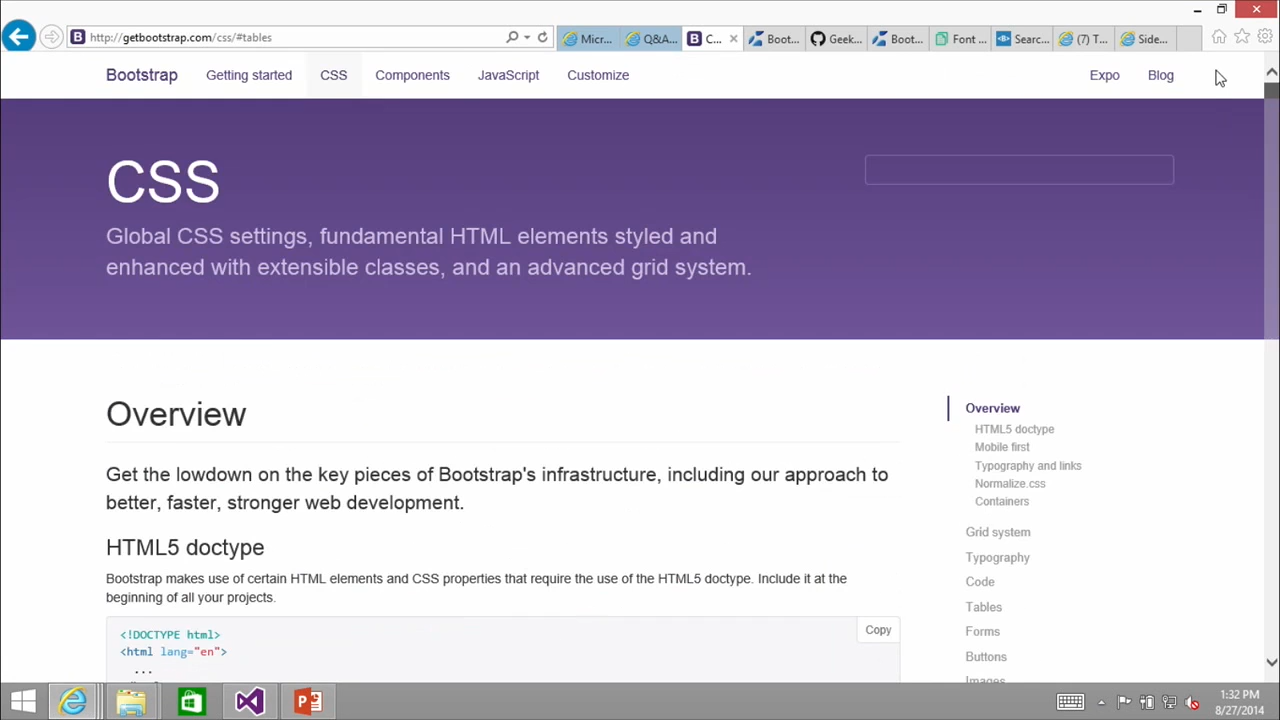 http://getbootstrap.com/css/#tables
Micr...
Q&A...
C...
Boot...
Geek...
Boot...
Font ...
Searc...
(7) T...
Side...
Bootstrap
Getting started
CSS
Components
JavaScript
Customize
Expo
Blog
CSS
Global CSS settings, fundamental HTML elements styled and
enhanced with extensible classes, and an advanced grid system.
Overview
Get the lowdown on the key pieces of Bootstrap's infrastructure, including our approach to
better, faster, stronger web development.
HTML5 doctype
Bootstrap makes use of certain HTML elements and CSS properties that require the use of the HTML5 doctype. Include it at the
beginning of all your projects.
Copy
<!DOCTYPE html>
<html lang="en">
...
Overview
HTML5 doctype
Mobile first
Typography and links
Normalize.css
Containers
Grid system
Typography
Code
Tables
Forms
Buttons
Images
1:32 PM
8/27/2014